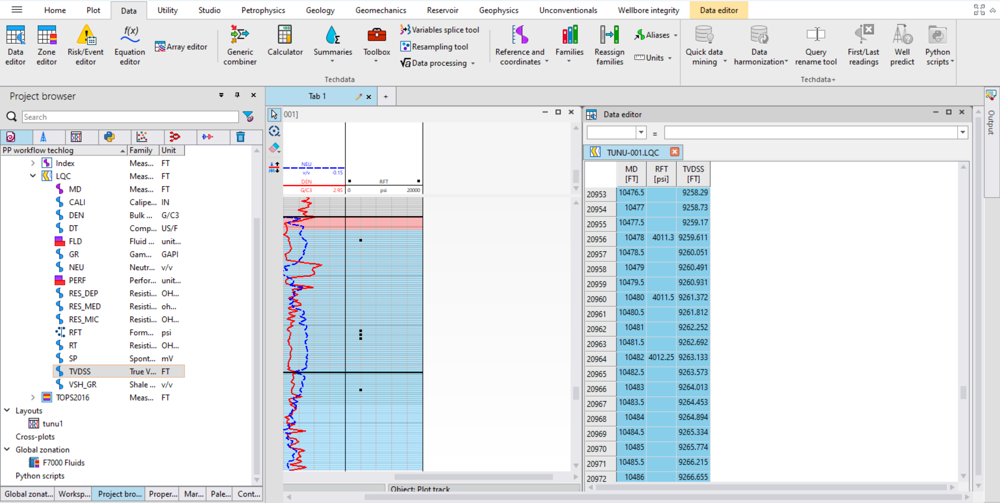 Home Plot Data Utility Studio Petrophysics Geology Geomechanics Reservoir Geophysics Unconventionals Wellbore integrity Data editor
Data editor
Zone editor
Risk/Event editor
f(x)
Equation editor
Array editor
Generic combiner
Calculator
Summaries
Toolbox
Variables splice tool
Resampling tool
Data processing
Reference and coordinates
Families
Reassign families
Aliases
Units
Quick data mining
Data harmonization
Query rename tool
First/Last readings
Well predict
Python scripts
Techdata
Techdata+
Project browser
Search
PP workflow techlog Family Unit
Index Meas... FT
LQC Meas... FT
MD Meas... FT
CALI Calipe... IN
DEN Bulk ... G/C3
DT Comp... US/F
FLD Fluid ... unit...
GR Gam... GAPI
NEU Neutr... v/v
PERF Perfor... unit...
RES_DEP Resisti... OH...
RES_MED Resisti... oh...
RES_MIC Resisti... OH...
RFT Form... psi
RT Resisti... OH...
SP Spont... mV
TVDSS True V... FT
VSH_GR Shale ... v/v
TOPS2016 Meas... FT
Layouts
tunu1
Cross-plots
Global zonation
F7000 Fluids
Python scripts
Global zonat... Worksp... Project bro... Proper... Mar... Pale... Cont...
Tab 1
+
001]
NEU
v/v -0.15
DEN
G/C3 2.95
RFT
0 psi 20000
Object: Plot track
Data editor
=
TUNU-001.LQC
MD RFT TVDSS
[FT] [psi] [FT]
20953 10476.5 9258.29
20954 10477 9258.73
20955 10477.5 9259.17
20956 10478 4011.3 9259.611
20957 10478.5 9260.051
20958 10479 9260.491
20959 10479.5 9260.931
20960 10480 4011.5 9261.372
20961 10480.5 9261.812
20962 10481 9262.252
20963 10481.5 9262.692
20964 10482 4012.25 9263.133
20965 10482.5 9263.573
20966 10483 9264.013
20967 10483.5 9264.453
20968 10484 9264.894
20969 10484.5 9265.334
20970 10485 9265.774
20971 10485.5 9266.215
20972 10486 9266.655
Output